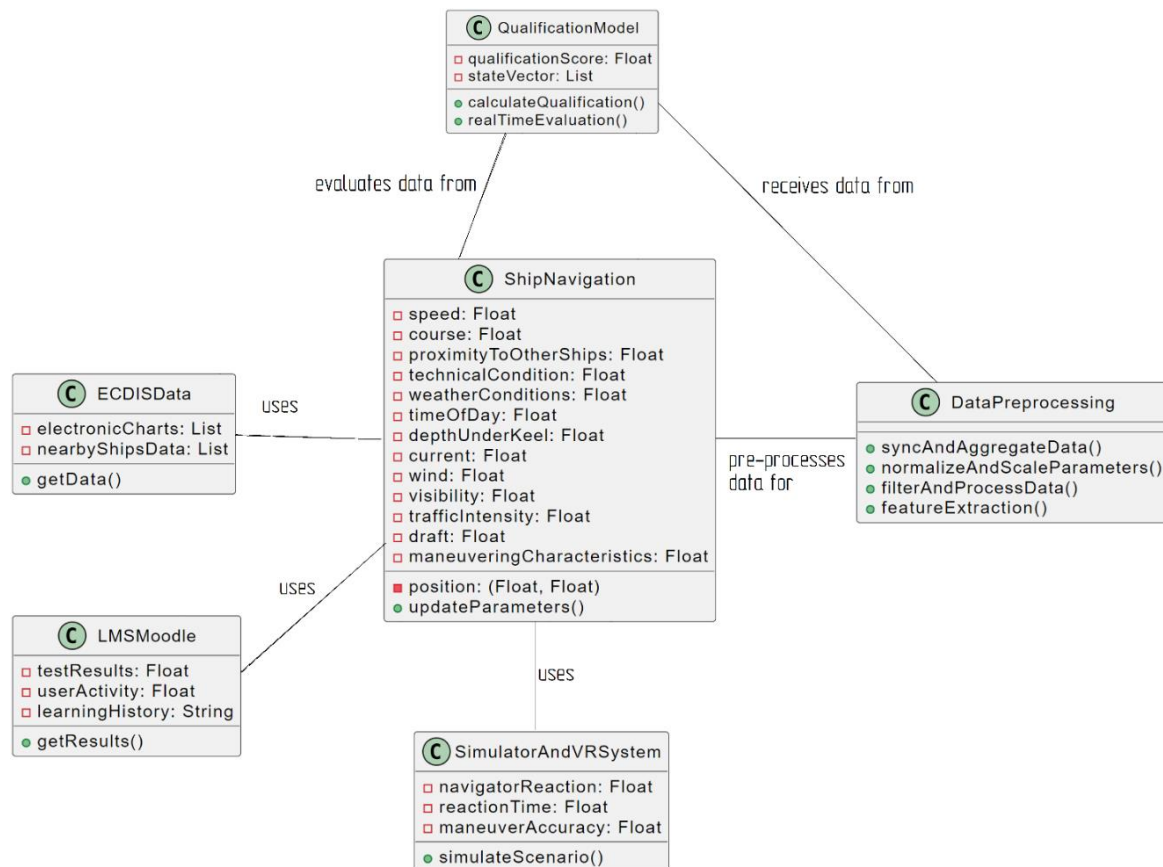 C QualificationModel
qualificationScore: Float
stateVector: List
calculateQualification()
realTimeEvaluation()
evaluates data from
receives data from
C ShipNavigation
speed: Float
course: Float
proximityToOtherShips: Float
technicalCondition: Float
weatherConditions: Float
timeOfDay: Float
depthUnderKeel: Float
current: Float
wind: Float
visibility: Float
trafficIntensity: Float
draft: Float
maneuveringCharacteristics: Float
position: (Float, Float)
updateParameters()
C ECDISData
electronicCharts: List
nearbyShipsData: List
getData()
uses
C DataPreprocessing
syncAndAggregateData()
normalizeAndScaleParameters()
filterAndProcessData()
featureExtraction()
pre-processes
data for
uses
C LMSMoodle
testResults: Float
userActivity: Float
learningHistory: String
getResults()
uses
C SimulatorAndVRSystem
navigatorReaction: Float
reactionTime: Float
maneuverAccuracy: Float
simulateScenario()